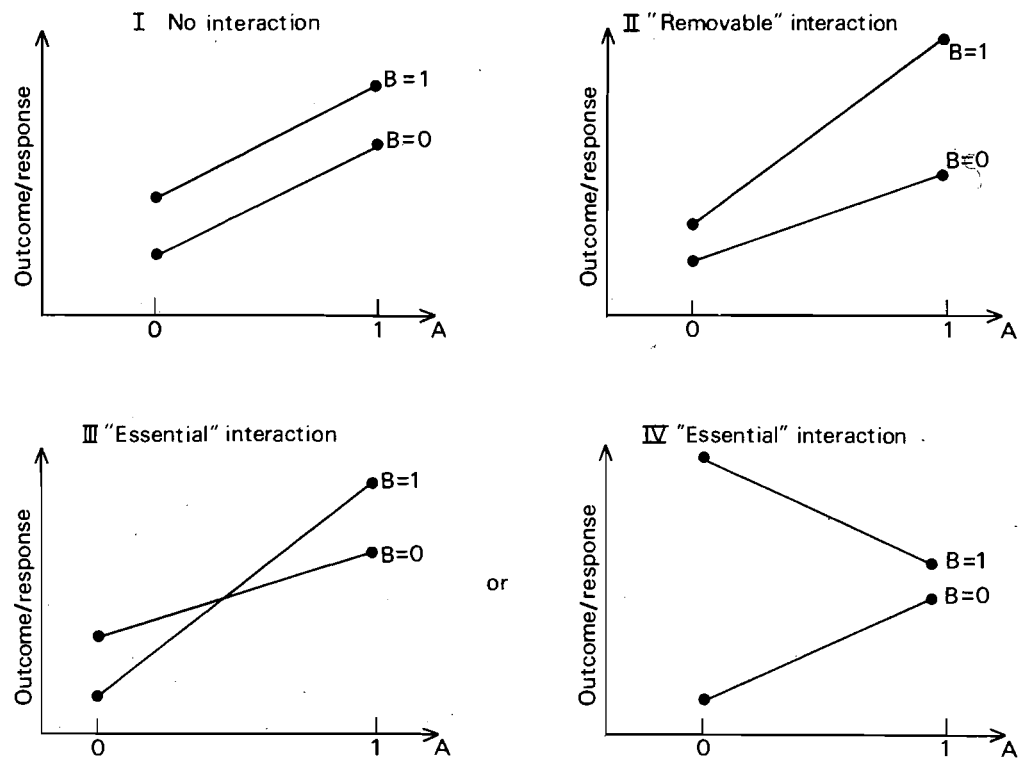 I No interaction
Outcome/response
B=1
B=0
0 1 A
II "Removable" interaction
Outcome/response
B=1
B=0
0 1 A
III "Essential" interaction
Outcome/response
B=1
B=0
0 1 A
or
IV "Essential" interaction
Outcome/response
B=1
B=0
0 1 A